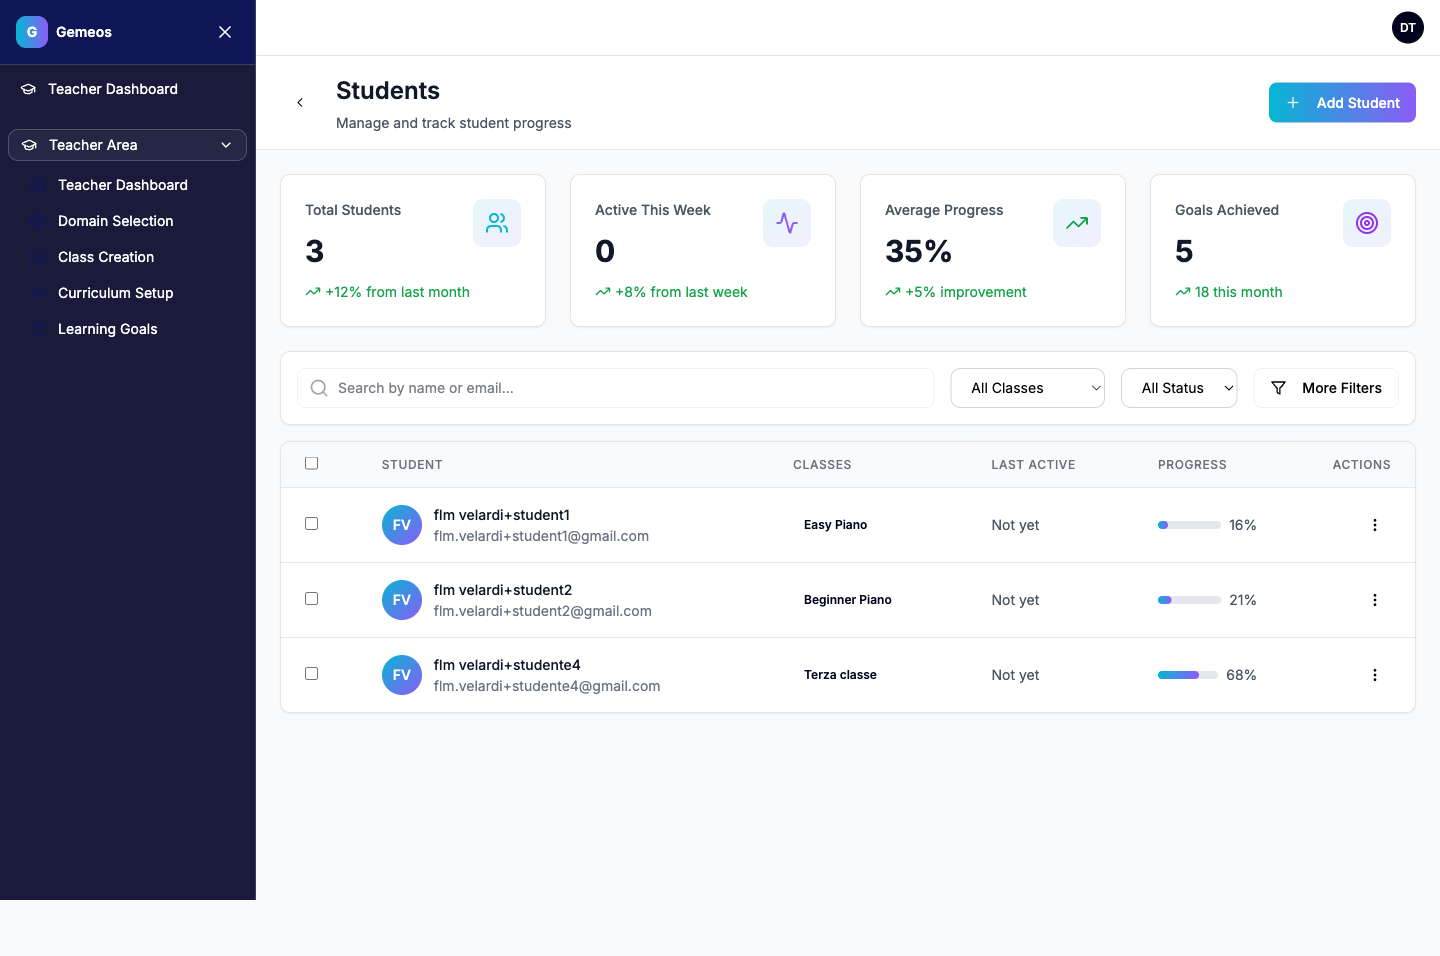 G Gemeos
DT
Teacher Dashboard
Teacher Area
Teacher Dashboard
Domain Selection
Class Creation
Curriculum Setup
Learning Goals
Students
Manage and track student progress
Add Student
Total Students
3
+12% from last month
Active This Week
0
+8% from last week
Average Progress
35%
+5% improvement
Goals Achieved
5
18 this month
Search by name or email...
All Classes
All Status
More Filters
STUDENT CLASSES LAST ACTIVE PROGRESS ACTIONS
FV flm velardi+student1
flm.velardi+student1@gmail.com
Easy Piano
Not yet
16%
FV flm velardi+student2
flm.velardi+student2@gmail.com
Beginner Piano
Not yet
21%
FV flm velardi+studente4
flm.velardi+studente4@gmail.com
Terza classe
Not yet
68%